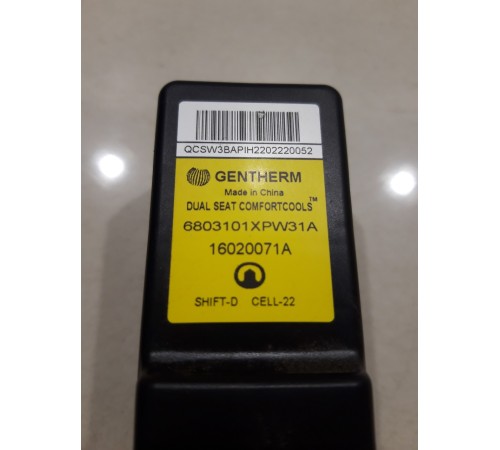 QCSW3BAPIH2202220052
GENTHERM
Made in China
DUAL SEAT COMFORTCOOLS™
6803101XPW31A
16020071A
SHIFT-D CELL-22